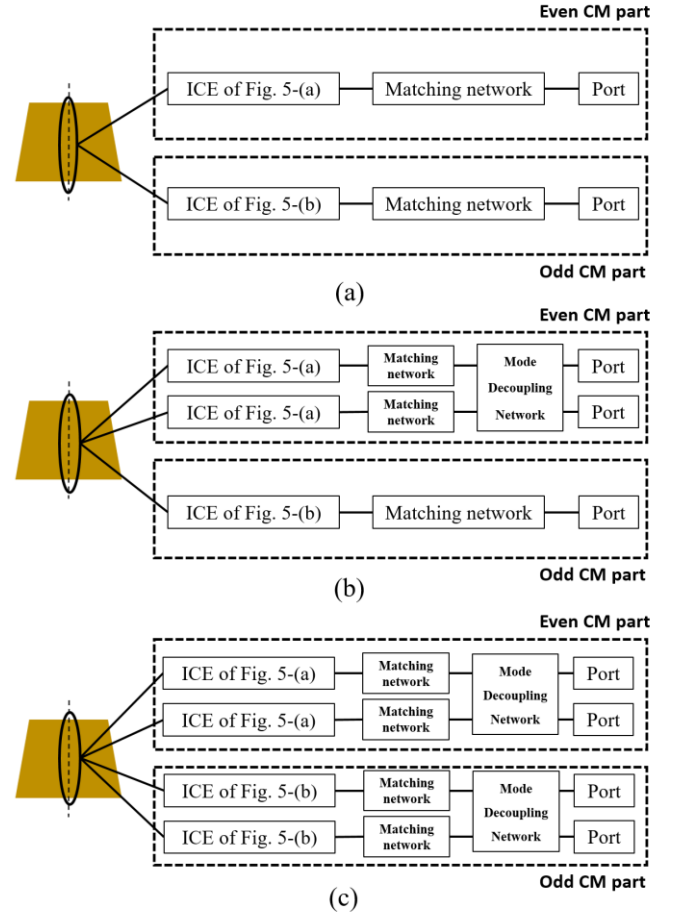 Even CM part
ICE of Fig. 5-(a) Matching network Port
ICE of Fig. 5-(b) Matching network Port
Odd CM part
(a)
Even CM part
ICE of Fig. 5-(a) Matching network Mode Decoupling Network Port
ICE of Fig. 5-(a) Matching network Port
ICE of Fig. 5-(b) Matching network Port
Odd CM part
(b)
Even CM part
ICE of Fig. 5-(a) Matching network Mode Decoupling Network Port
ICE of Fig. 5-(a) Matching network Port
ICE of Fig. 5-(b) Matching network Mode Decoupling Network Port
ICE of Fig. 5-(b) Matching network Port
Odd CM part
(c)